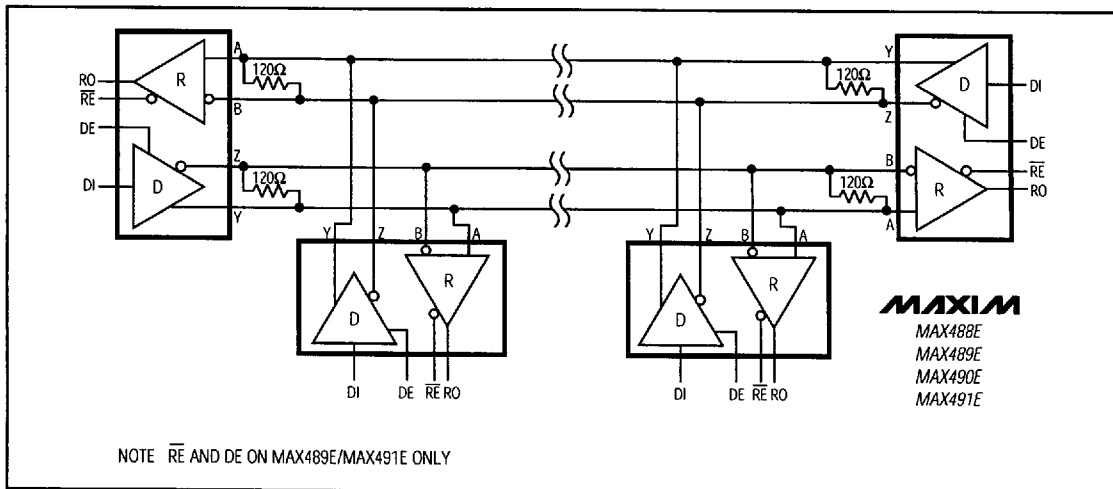 A
120Ω
B
RO
R
RE
DE
Z
DI
D
120Ω
Y
Y
120Ω
D
DI
Z
DE
B
RE
R
RO
120Ω
A
Y
Z
B
A
R
D
DI
DE
RE
RO
Y
Z
B
A
R
D
DI
DE
RE
RO
MAXIM
MAX488E
MAX489E
MAX490E
MAX491E
NOTE RE AND DE ON MAX489E/MAX491E ONLY